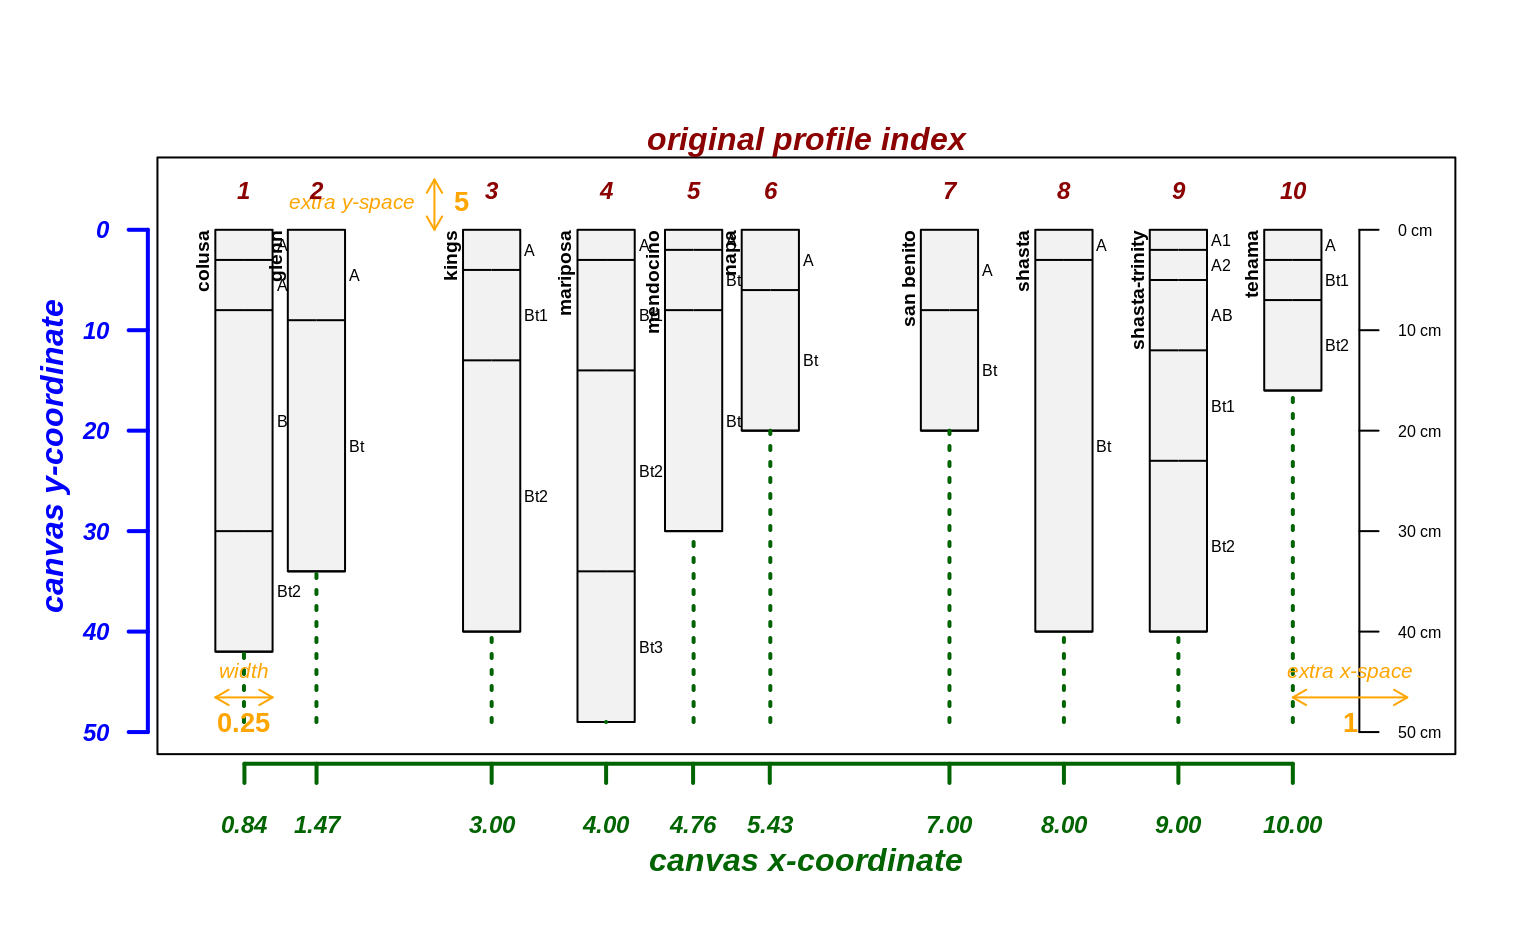 original profile index
1 2 3 4 5 6 7 8 9 10
extra y-space 5
canvas y-coordinate
0
10
20
30
40
50
colusa
A
A
Bt2
glenn
A
Bt
kings
A
Bt1
Bt2
mariposa
A
Bt2
Bt3
mendocino
Bt
Bt
napa
A
Bt
san benito
A
Bt
shasta
A
Bt
shasta-trinity
A1
A2
AB
Bt1
Bt2
tehama
A
Bt1
Bt2
0 cm
10 cm
20 cm
30 cm
40 cm
50 cm
width
0.25
extra x-space
1
0.84 1.47 3.00 4.00 4.76 5.43 7.00 8.00 9.00 10.00
canvas x-coordinate